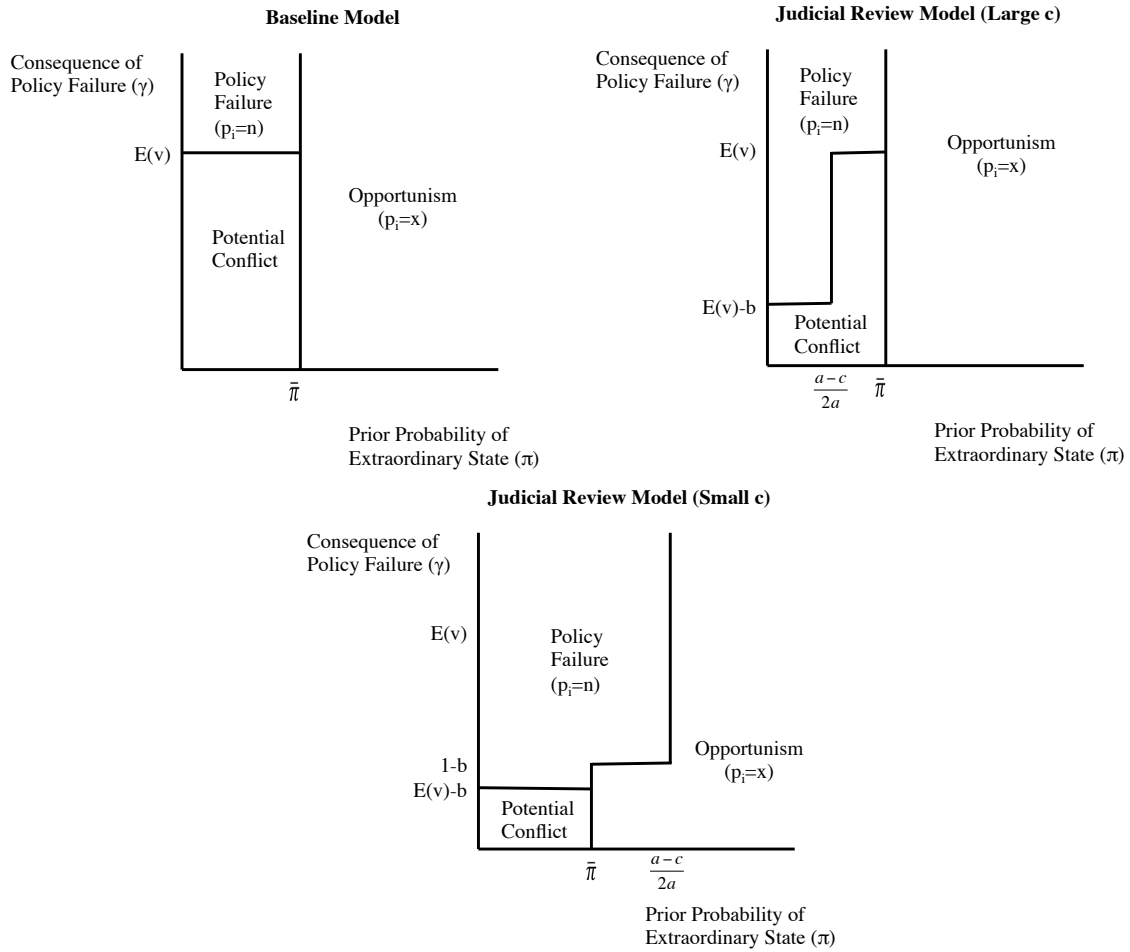 Baseline Model
Consequence of
Policy Failure (γ)
Policy
Failure
(pᵢ=n)
E(v)
Opportunism
(pᵢ=x)
Potential
Conflict
π̄
Prior Probability of
Extraordinary State (π)
Judicial Review Model (Large c)
Consequence of
Policy Failure (γ)
Policy
Failure
(pᵢ=n)
E(v)
Opportunism
(pᵢ=x)
E(v)-b
Potential
Conflict
a−c
2a
π̄
Prior Probability of
Extraordinary State (π)
Judicial Review Model (Small c)
Consequence of
Policy Failure (γ)
E(v)
Policy
Failure
(pᵢ=n)
1-b
Opportunism
(pᵢ=x)
E(v)-b
Potential
Conflict
π̄
a−c
2a
Prior Probability of
Extraordinary State (π)